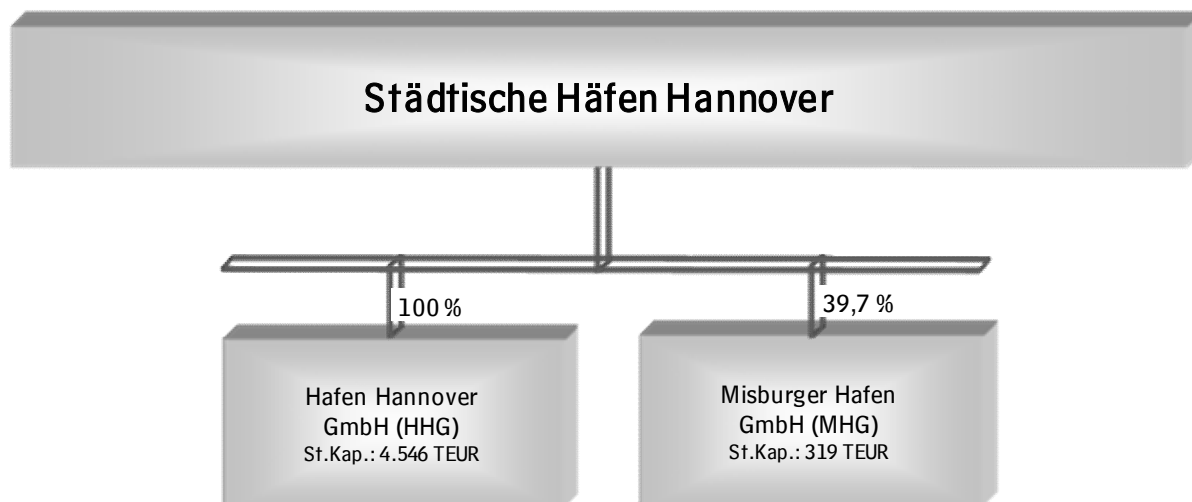 Städtische Häfen Hannover
100 %
39,7 %
Hafen Hannover
GmbH (HHG)
St.Kap.: 4.546 TEUR
Misburger Hafen
GmbH (MHG)
St.Kap.: 319 TEUR